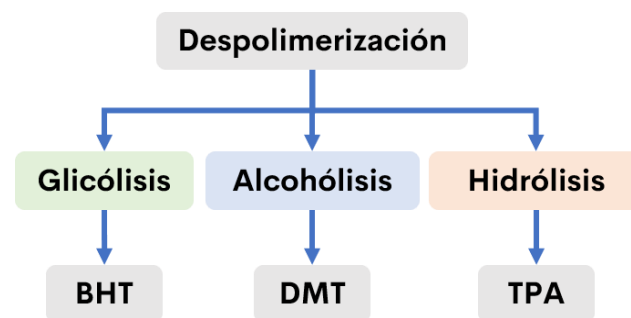 Despolimerización
Glicólisis
Alcohólisis
Hidrólisis
BHT
DMT
TPA